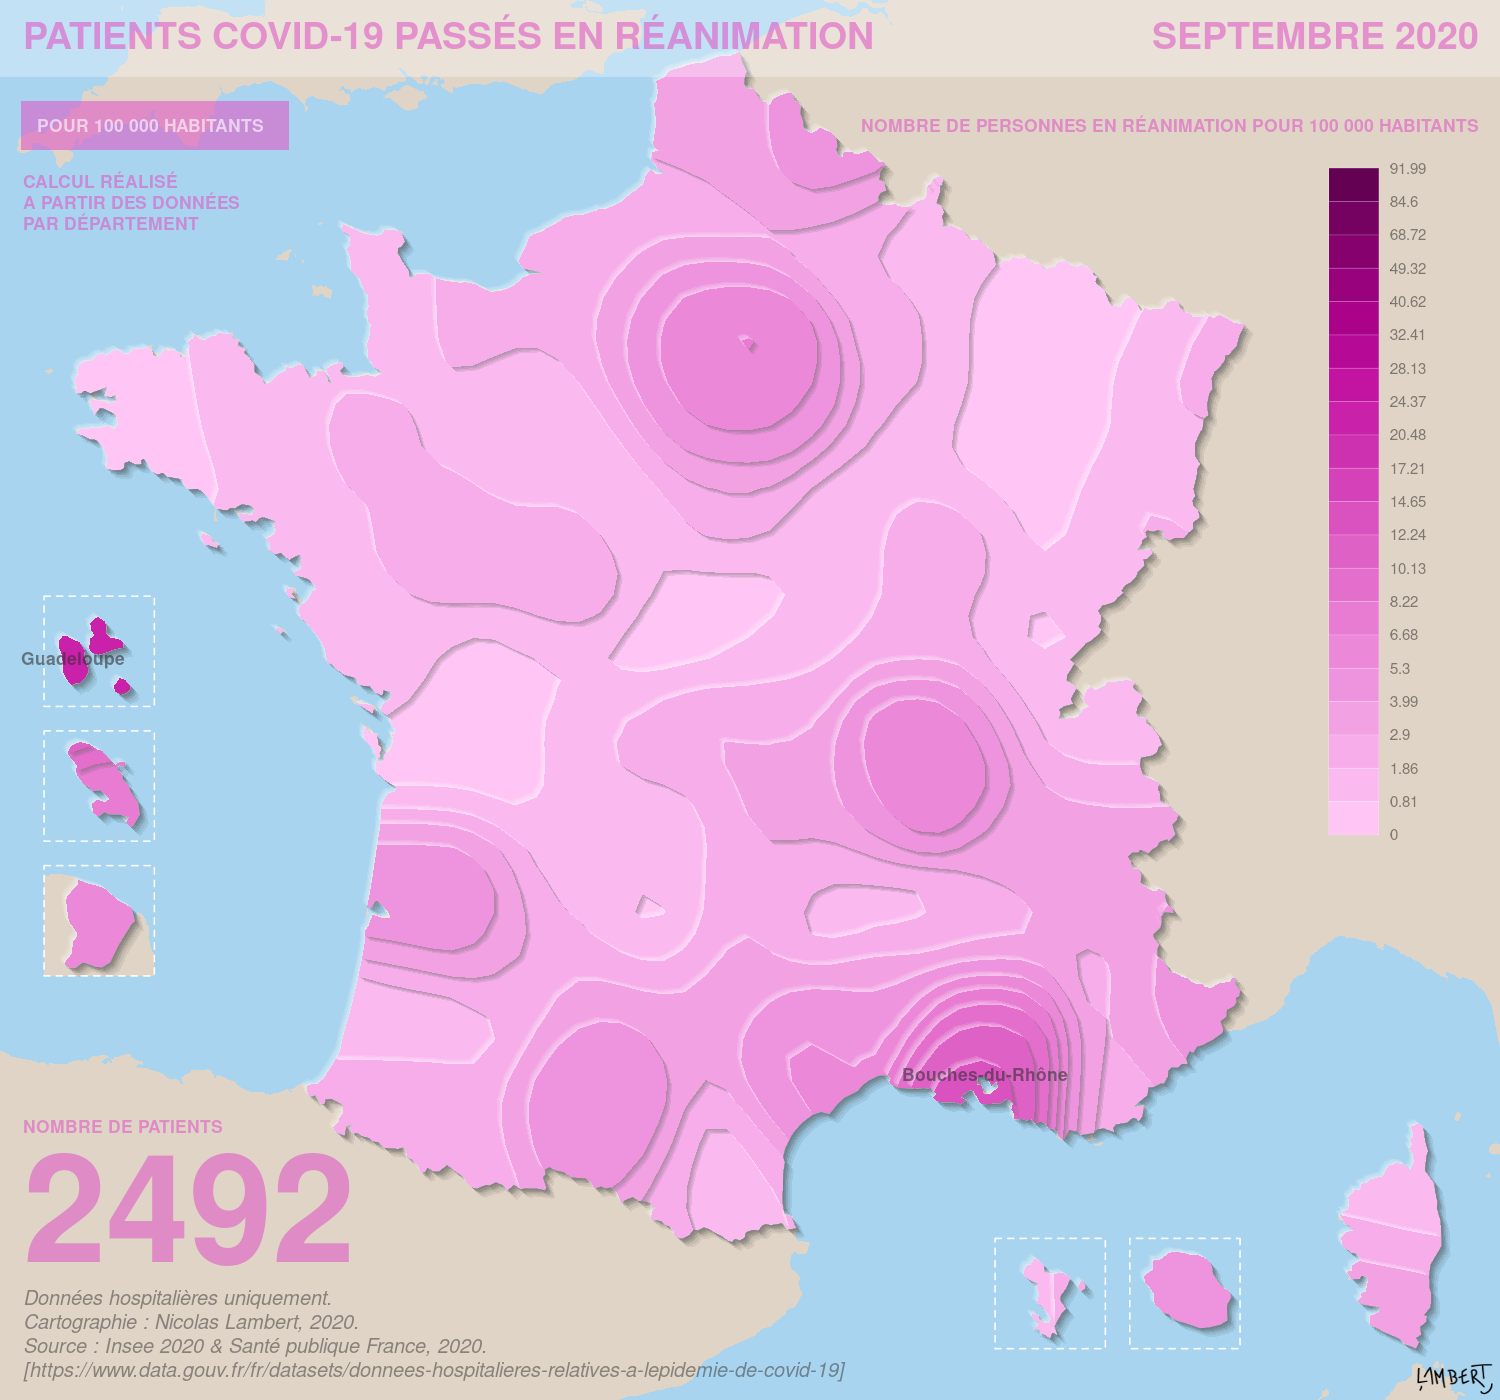 PATIENTS COVID-19 PASSÉS EN RÉANIMATION
SEPTEMBRE 2020
POUR 100 000 HABITANTS
CALCUL RÉALISÉ
A PARTIR DES DONNÉES
PAR DÉPARTEMENT
NOMBRE DE PERSONNES EN RÉANIMATION POUR 100 000 HABITANTS
91.99
84.6
68.72
49.32
40.62
32.41
28.13
24.37
20.48
17.21
14.65
12.24
10.13
8.22
6.68
5.3
3.99
2.9
1.86
0.81
0
Guadeloupe
Bouches-du-Rhône
NOMBRE DE PATIENTS
2492
Données hospitalières uniquement.
Cartographie : Nicolas Lambert, 2020.
Source : Insee 2020 & Santé publique France, 2020.
[https://www.data.gouv.fr/fr/datasets/donnees-hospitalieres-relatives-a-lepidemie-de-covid-19]
LAMBERT